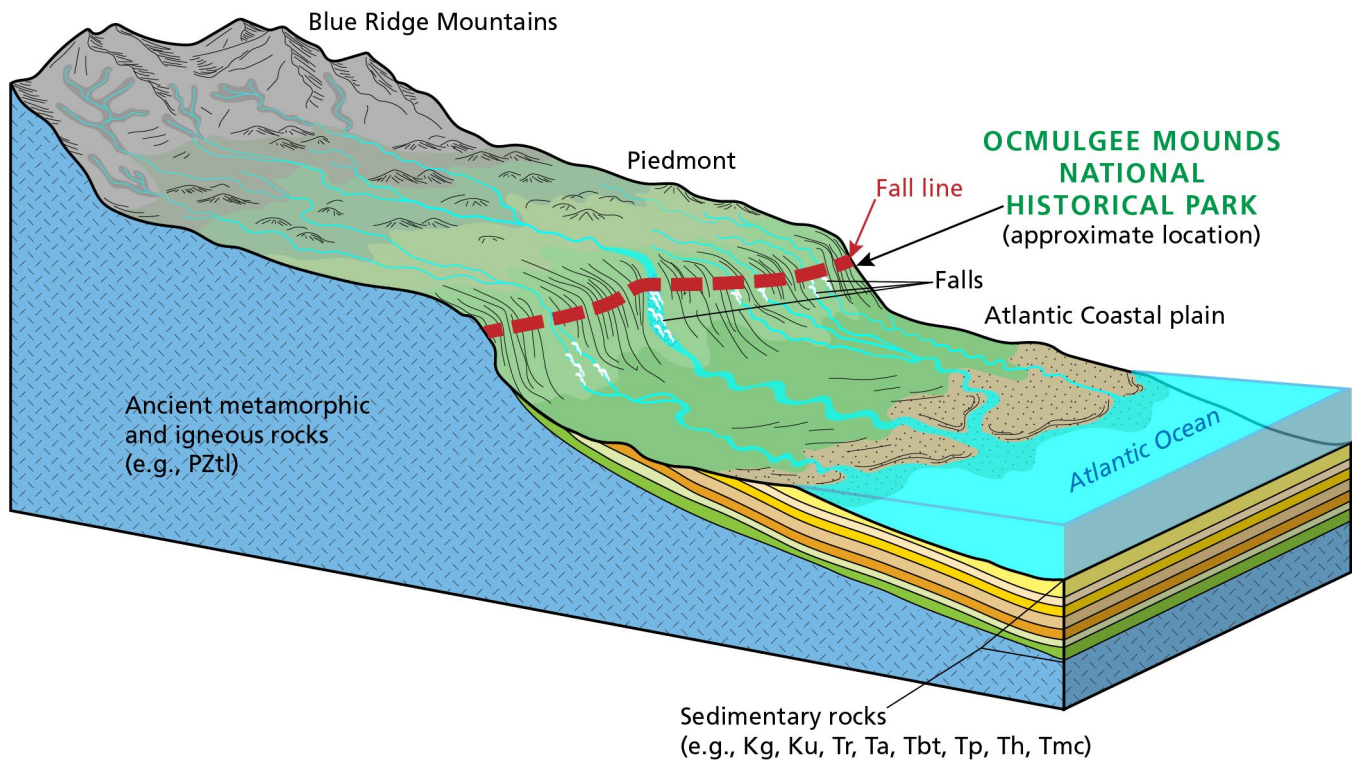 Blue Ridge Mountains
Piedmont
OCMULGEE MOUNDS
NATIONAL
HISTORICAL PARK
(approximate location)
Fall line
Falls
Atlantic Coastal plain
Ancient metamorphic
and igneous rocks
(e.g., PZtl)
Atlantic Ocean
Sedimentary rocks
(e.g., Kg, Ku, Tr, Ta, Tbt, Tp, Th, Tmc)